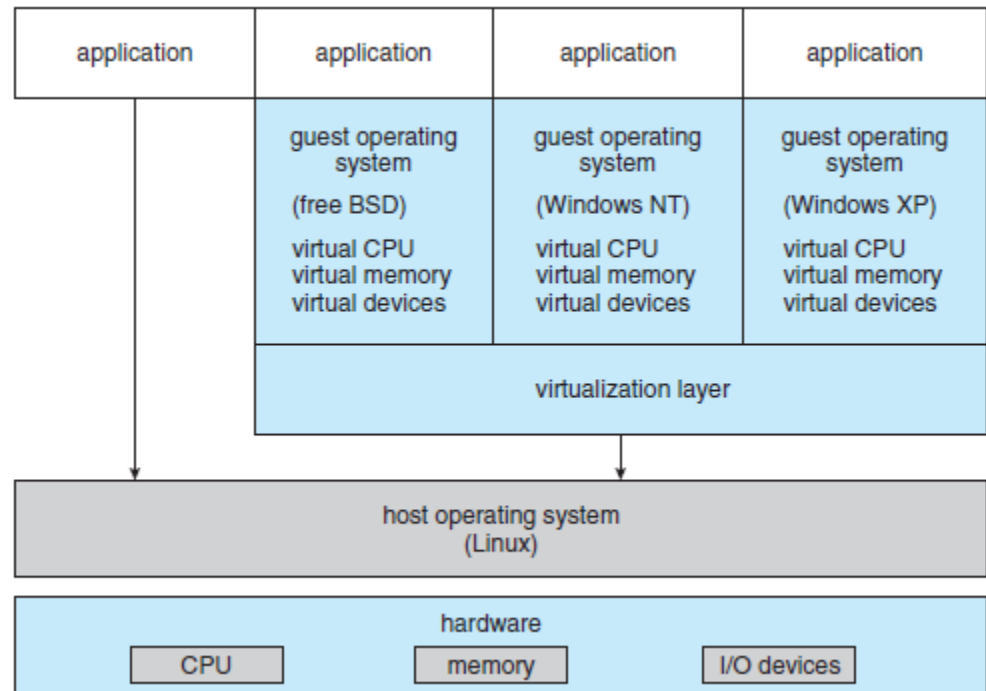 application
application
application
application
guest operating
system
(free BSD)
virtual CPU
virtual memory
virtual devices
guest operating
system
(Windows NT)
virtual CPU
virtual memory
virtual devices
guest operating
system
(Windows XP)
virtual CPU
virtual memory
virtual devices
virtualization layer
host operating system
(Linux)
hardware
CPU
memory
I/O devices